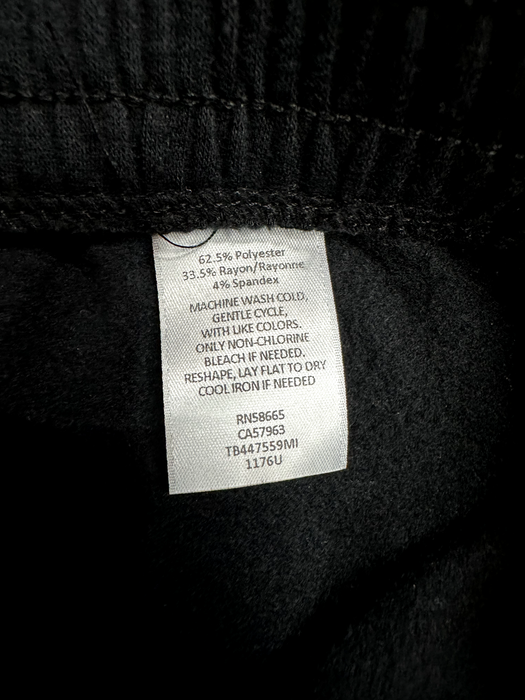 62.5% Polyester
33.5% Rayon/Rayonne
4% Spandex
MACHINE WASH COLD,
GENTLE CYCLE,
WITH LIKE COLORS.
ONLY NON-CHLORINE
BLEACH IF NEEDED.
RESHAPE, LAY FLAT TO DRY
COOL IRON IF NEEDED
RN58665
CA57963
TB447559MI
1176U